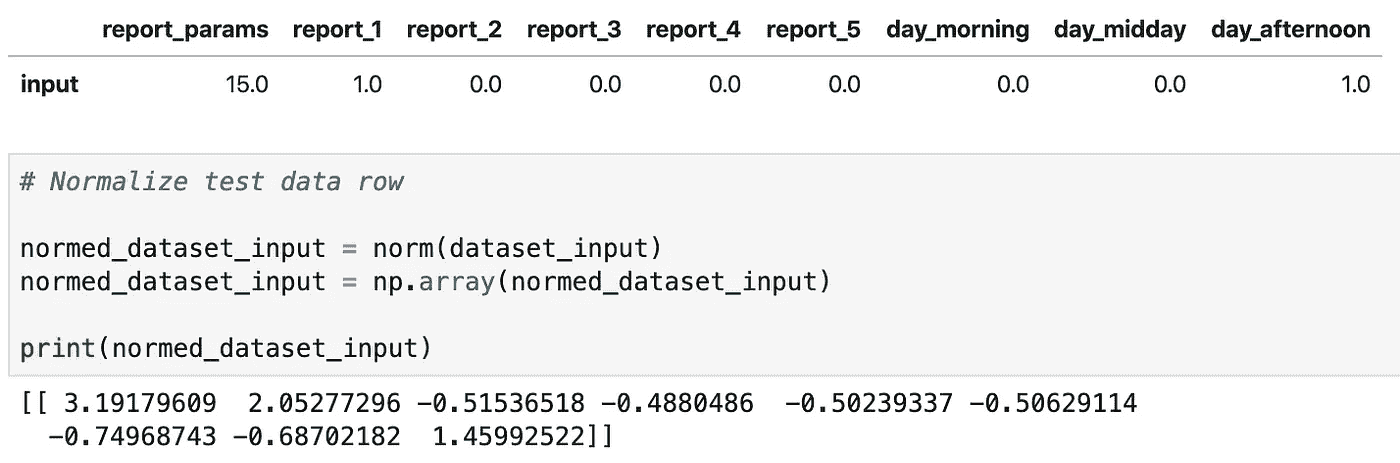 report_params report_1 report_2 report_3 report_4 report_5 day_morning day_midday day_afternoon
input 15.0 1.0 0.0 0.0 0.0 0.0 0.0 0.0 1.0
# Normalize test data row
normed_dataset_input = norm(dataset_input)
normed_dataset_input = np.array(normed_dataset_input)
print(normed_dataset_input)
[[ 3.19179609  2.05277296 −0.51536518 −0.4880486  −0.50239337 −0.50629114
−0.74968743 −0.68702182  1.45992522]]